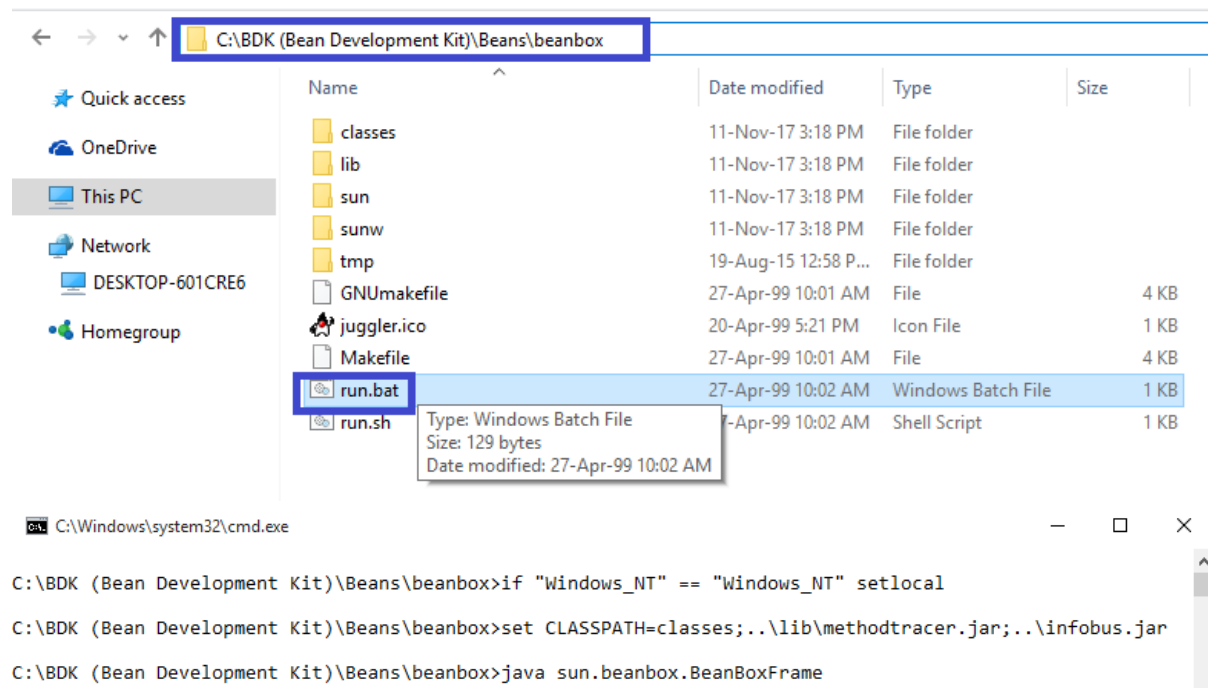 C:\BDK (Bean Development Kit)\Beans\beanbox
Quick access
OneDrive
This PC
Network
DESKTOP-601CRE6
Homegroup
Name Date modified Type Size
classes 11-Nov-17 3:18 PM File folder
lib 11-Nov-17 3:18 PM File folder
sun 11-Nov-17 3:18 PM File folder
sunw 11-Nov-17 3:18 PM File folder
tmp 19-Aug-15 12:58 P... File folder
GNUmakefile 27-Apr-99 10:01 AM File 4 KB
juggler.ico 20-Apr-99 5:21 PM Icon File 1 KB
Makefile 27-Apr-99 10:01 AM File 4 KB
run.bat 27-Apr-99 10:02 AM Windows Batch File 1 KB
run.sh 7-Apr-99 10:02 AM Shell Script 1 KB
Type: Windows Batch File
Size: 129 bytes
Date modified: 27-Apr-99 10:02 AM
C:\Windows\system32\cmd.exe
C:\BDK (Bean Development Kit)\Beans\beanbox>if "Windows_NT" == "Windows_NT" setlocal
C:\BDK (Bean Development Kit)\Beans\beanbox>set CLASSPATH=classes;..\lib\methodtracer.jar;..\infobus.jar
C:\BDK (Bean Development Kit)\Beans\beanbox>java sun.beanbox.BeanBoxFrame